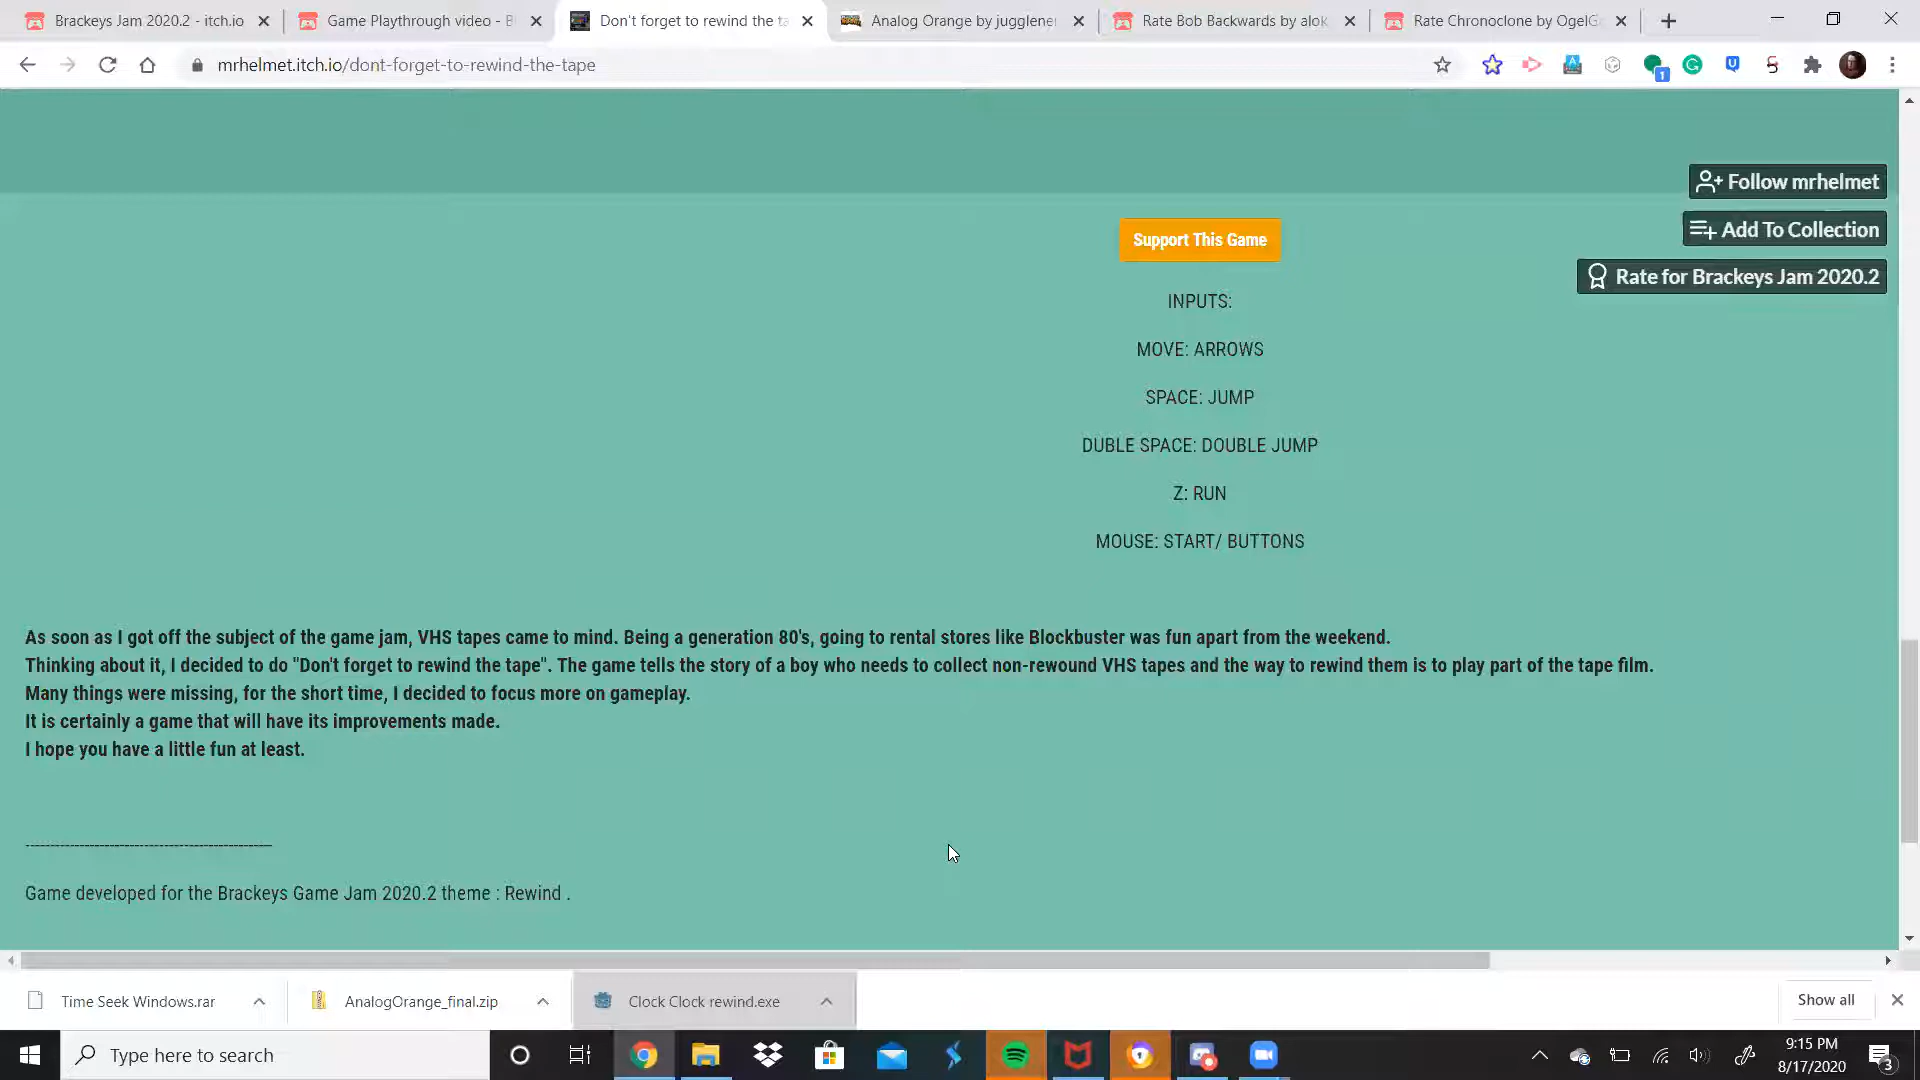 Brackeys Jam 2020.2 - itch.io
Game Playthrough video - B
Don't forget to rewind the ta
Analog Orange by jugglene
Rate Bob Backwards by alok
Rate Chronoclone by OgelG
mrhelmet.itch.io/dont-forget-to-rewind-the-tape
1
Follow mrhelmet
Add To Collection
Rate for Brackeys Jam 2020.2
Support This Game
INPUTS:
MOVE: ARROWS
SPACE: JUMP
DUBLE SPACE: DOUBLE JUMP
Z: RUN
MOUSE: START/ BUTTONS
As soon as I got off the subject of the game jam, VHS tapes came to mind. Being a generation 80's, going to rental stores like Blockbuster was fun apart from the weekend.
Thinking about it, I decided to do "Don't forget to rewind the tape". The game tells the story of a boy who needs to collect non-rewound VHS tapes and the way to rewind them is to play part of the tape film.
Many things were missing, for the short time, I decided to focus more on gameplay.
It is certainly a game that will have its improvements made.
I hope you have a little fun at least.
-------------------------------------------------
Game developed for the Brackeys Game Jam 2020.2 theme : Rewind .
Time Seek Windows.rar
AnalogOrange_final.zip
Clock Clock rewind.exe
Show all
Type here to search
9:15 PM
8/17/2020
3